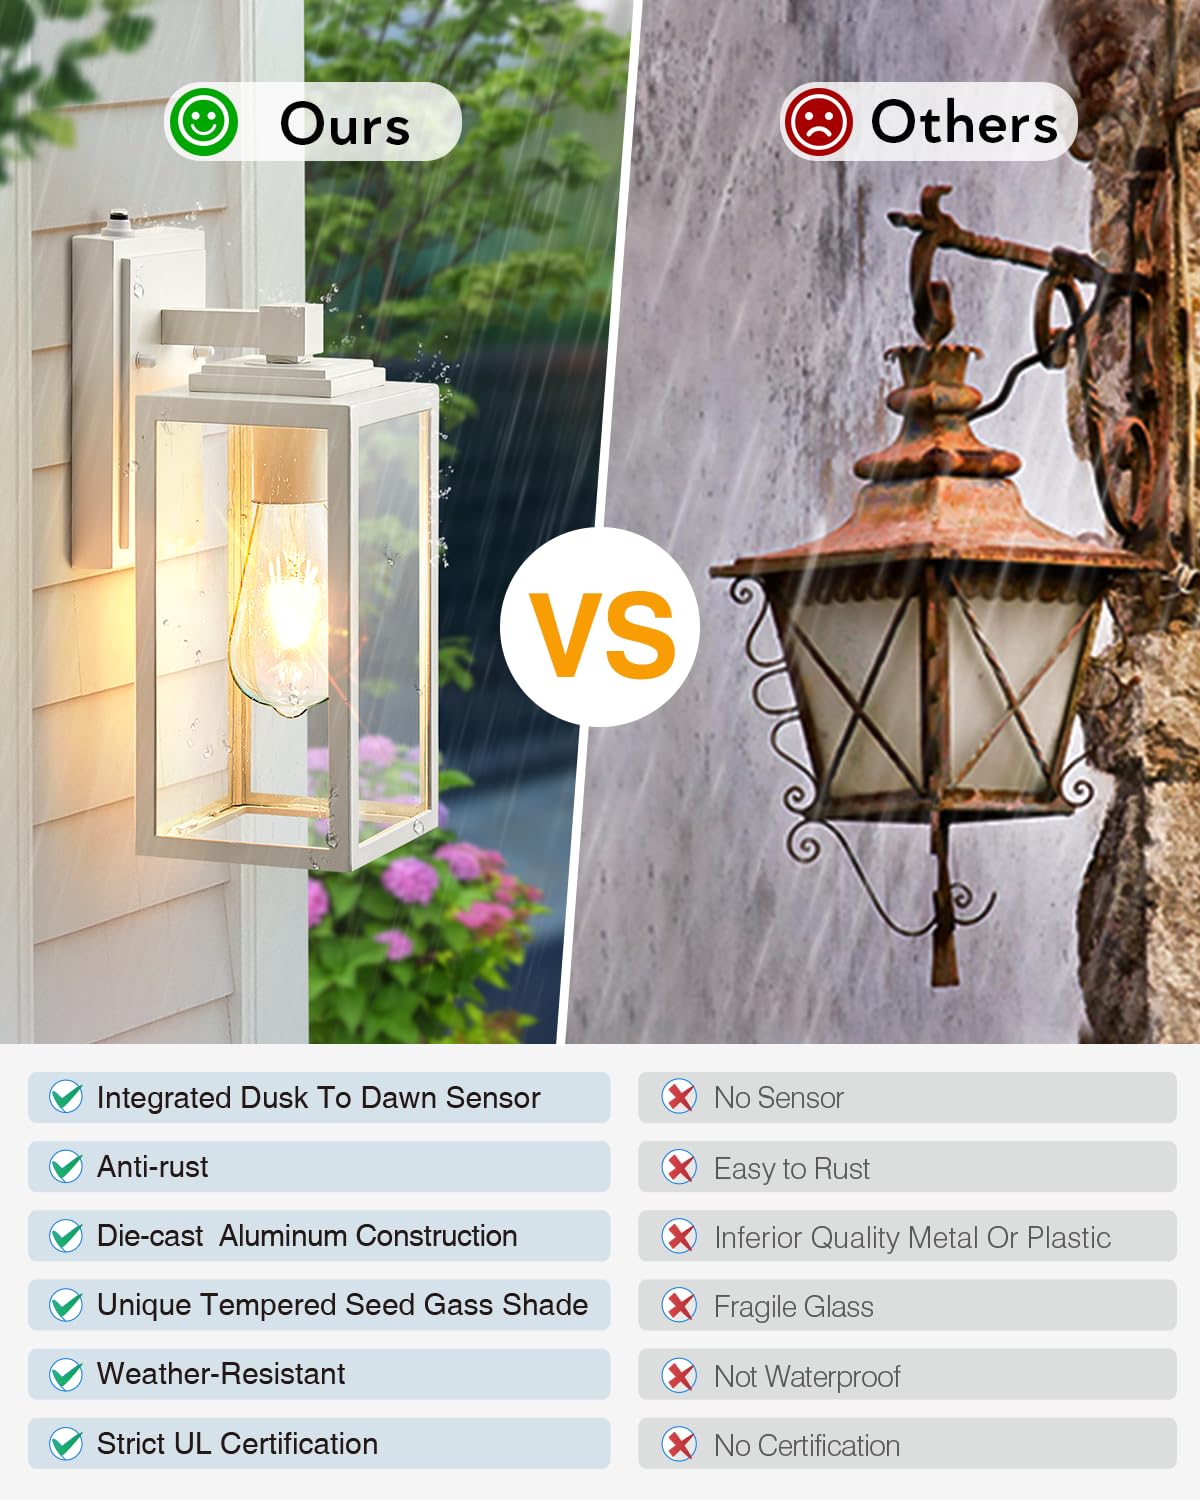 Ours
Others
VS
Integrated Dusk To Dawn Sensor
No Sensor
Anti-rust
Easy to Rust
Die-cast  Aluminum Construction
Inferior Quality Metal Or Plastic
Unique Tempered Seed Gass Shade
Fragile Glass
Weather-Resistant
Not Waterproof
Strict UL Certification
No Certification